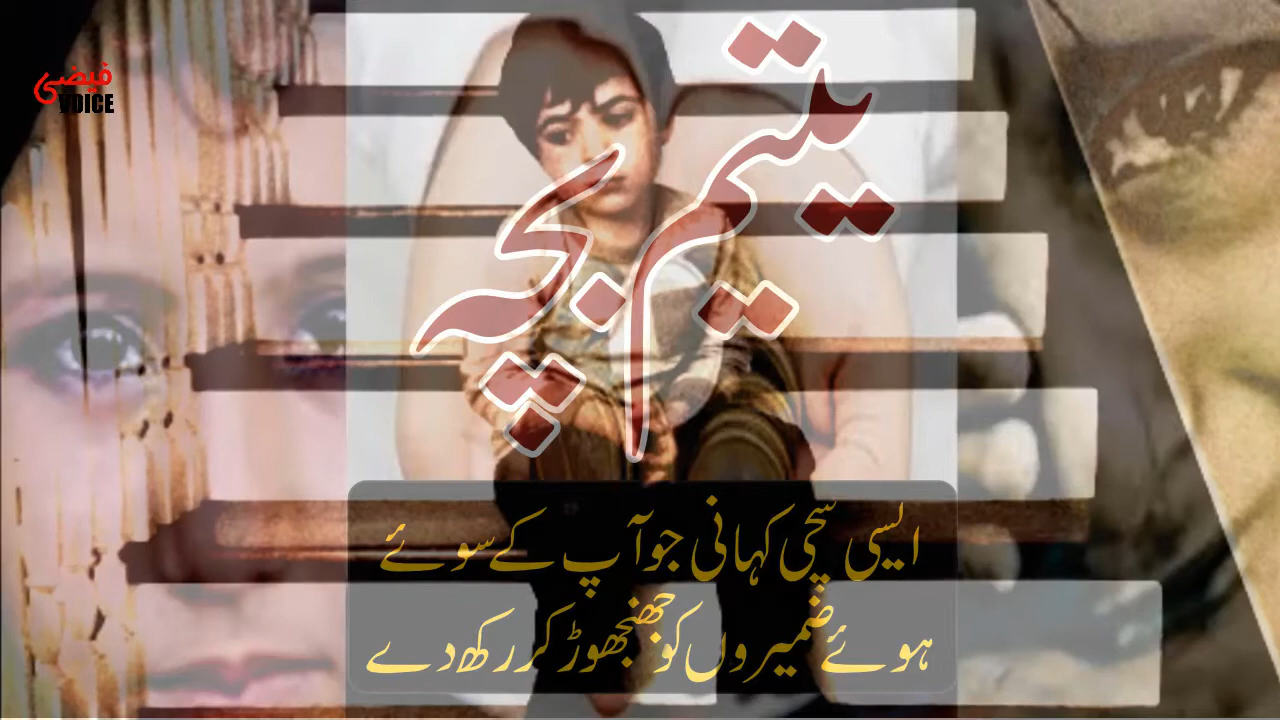 فیضی
VOICE
یتیم بچہ
ایسی سچی کہانی جو آپ کے سوئے
ہوئے ضمیروں کو جھنجھوڑ کر رکھ دے